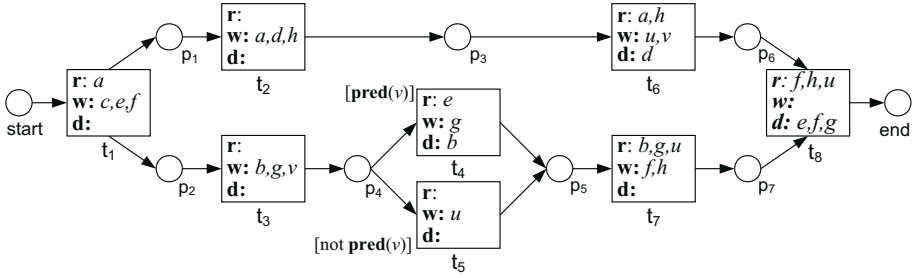 start
r: a
w: c,e,f
d:
t1
p1
r:
w: a,d,h
d:
t2
p3
r: a,h
w: u,v
d: d
t6
p6
p2
r:
w: b,g,v
d:
t3
p4
[pred(v)]
r: e
w: g
d: b
t4
[not pred(v)]
r:
w: u
d:
t5
p5
r: b,g,u
w: f,h
d:
t7
p7
r: f,h,u
w:
d: e,f,g
t8
end